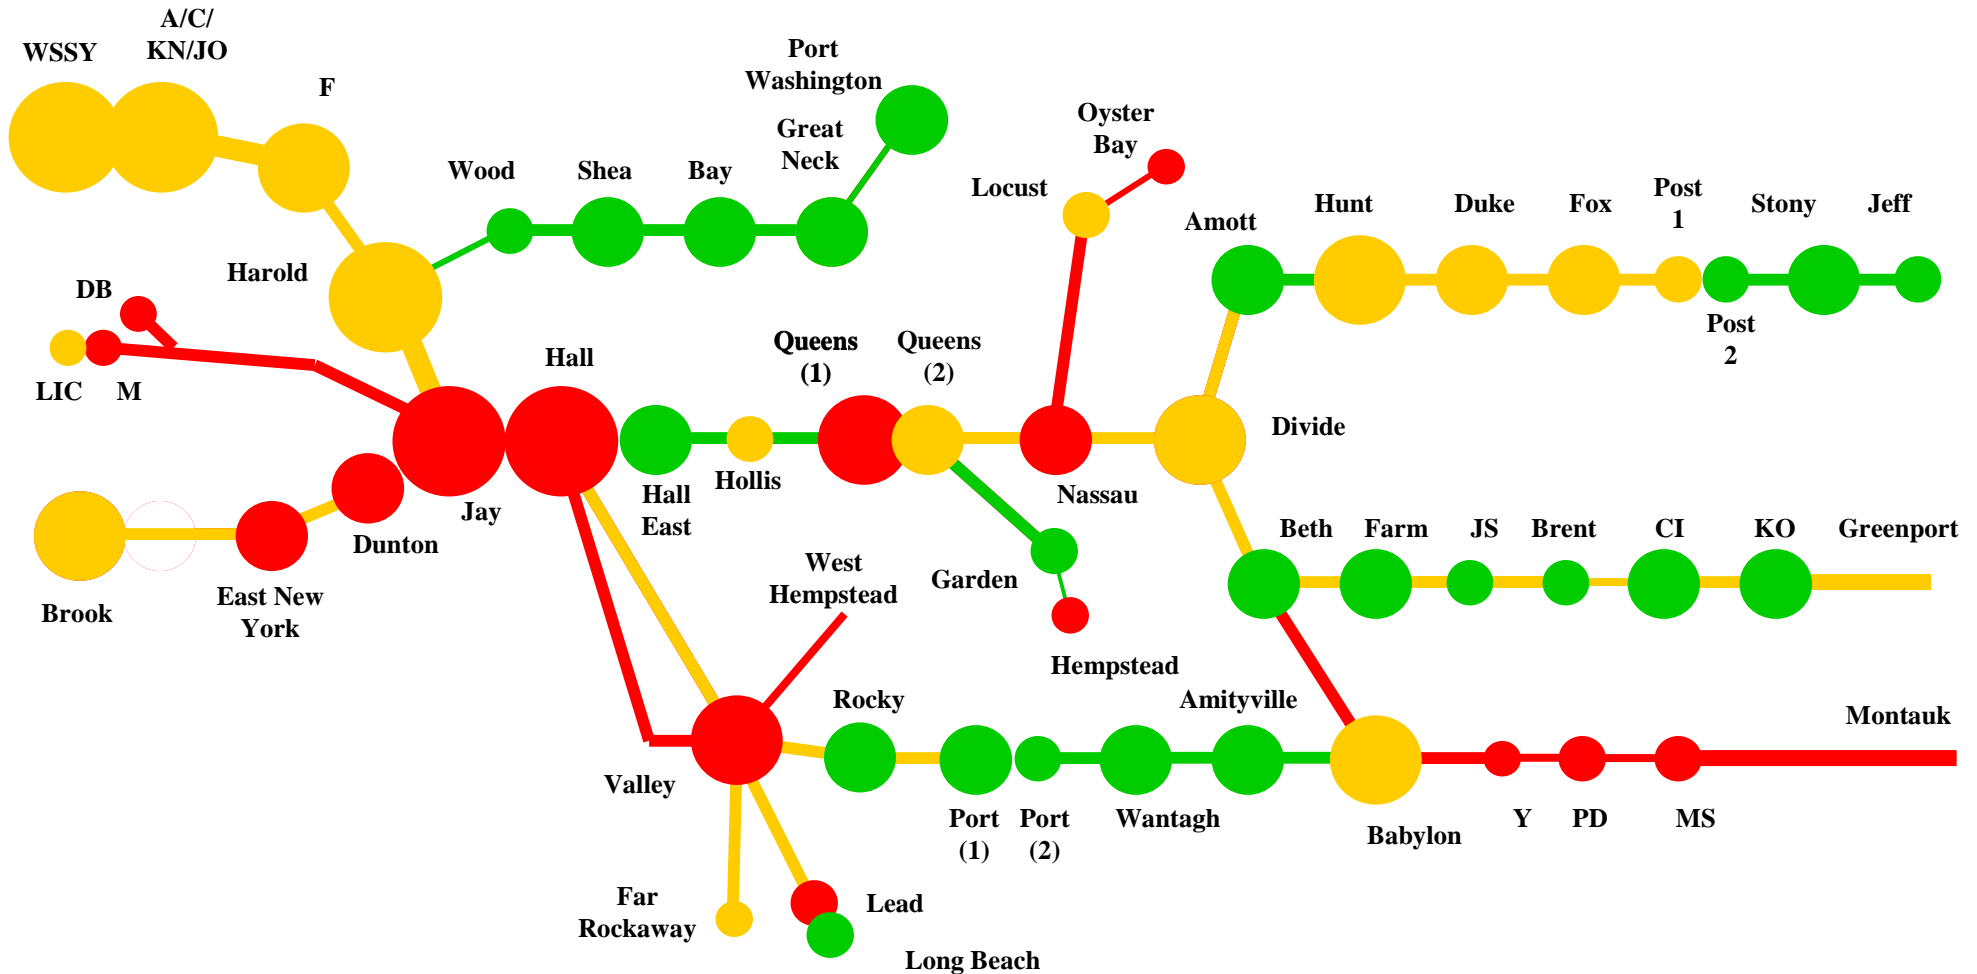 A/C/
KN/JO
WSSY
F
Port
Washington
Great
Neck
Wood
Shea
Bay
Oyster
Bay
Locust
Amott
Hunt
Duke
Fox
Post
1
Stony
Jeff
Harold
DB
LIC
M
Hall
Queens
(1)
Queens
(2)
Post
2
Divide
Hollis
Hall
East
Nassau
Jay
Dunton
Brook
East New
York
West
Hempstead
Garden
Hempstead
Beth
Farm
JS
Brent
CI
KO
Greenport
Rocky
Amityville
Montauk
Valley
Port
(1)
Port
(2)
Wantagh
Babylon
Y
PD
MS
Far
Rockaway
Lead
Long Beach